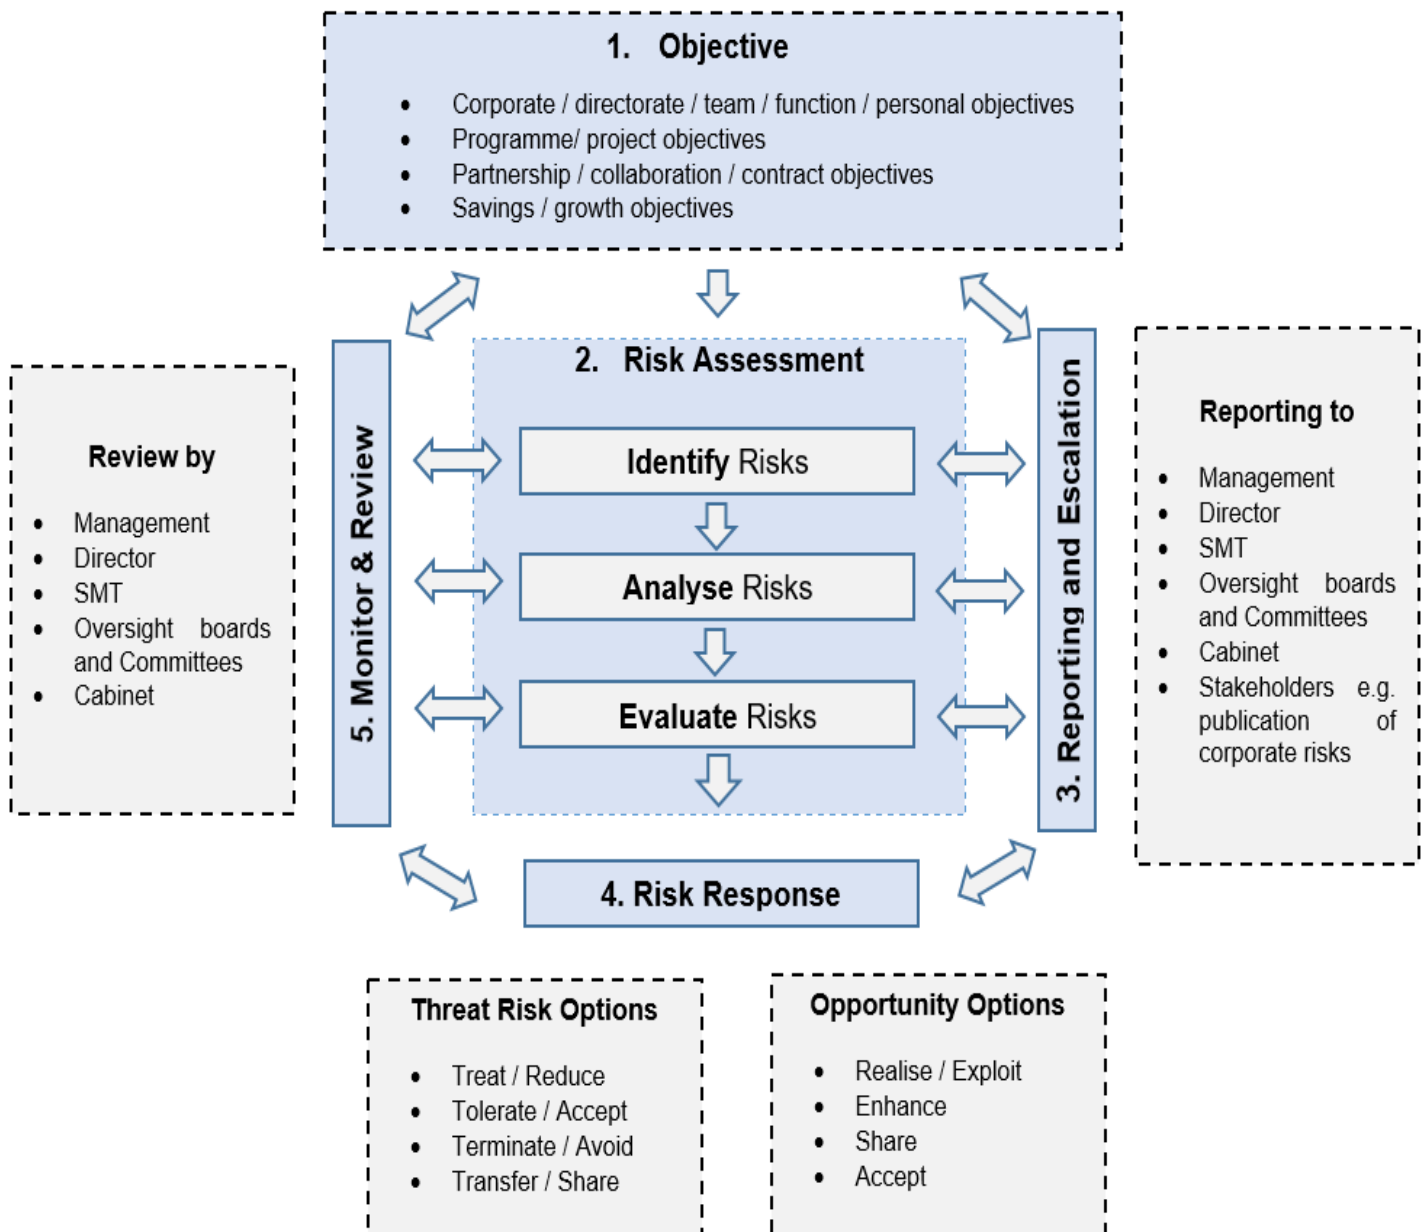 1. Objective
• Corporate / directorate / team / function / personal objectives
• Programme/ project objectives
• Partnership / collaboration / contract objectives
• Savings / growth objectives
2. Risk Assessment
Identify Risks
Analyse Risks
Evaluate Risks
5. Monitor & Review
3. Reporting and Escalation
Review by
• Management
• Director
• SMT
• Oversight boards
and Committees
• Cabinet
Reporting to
• Management
• Director
• SMT
• Oversight boards
and Committees
• Cabinet
• Stakeholders e.g.
publication of
corporate risks
4. Risk Response
Threat Risk Options
• Treat / Reduce
• Tolerate / Accept
• Terminate / Avoid
• Transfer / Share
Opportunity Options
• Realise / Exploit
• Enhance
• Share
• Accept